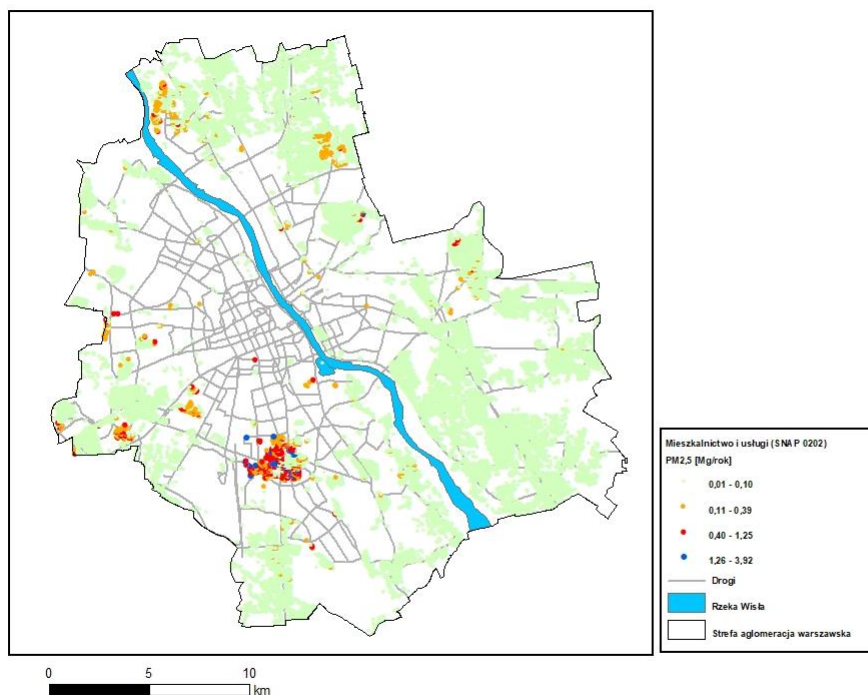 Mieszkalnictwo i usługi (SNAP 0202)
PM2,5 [Mg/rok]
0,01 - 0,10
0,11 - 0,39
0,40 - 1,25
1,26 - 3,92
Drogi
Rzeka Wisła
Strefa aglomeracja warszawska
0 5 10
km